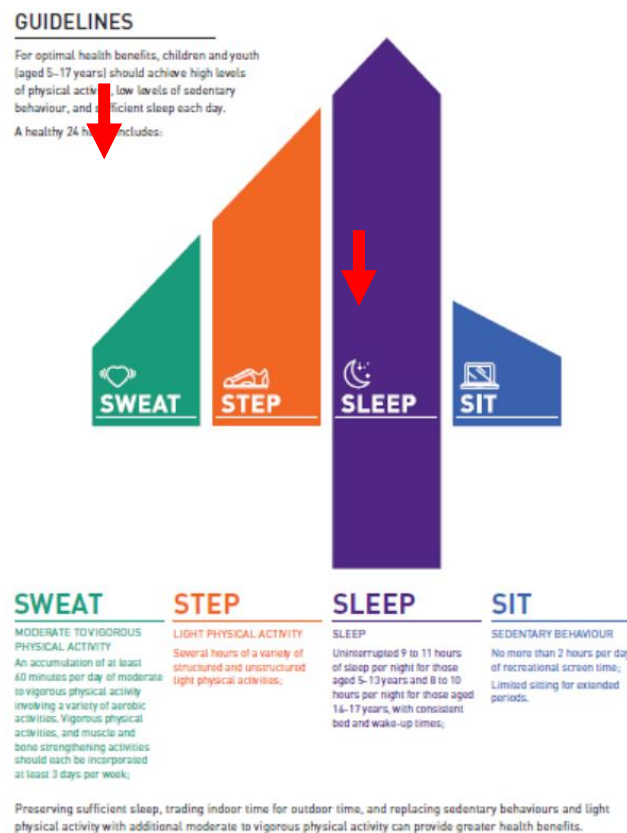 GUIDELINES
For optimal health benefits, children and youth
(aged 5–17 years) should achieve high levels
of physical low levels of sedentary
behaviour, and sleep each day.
A healthy 24 includes:
SWEAT
STEP
SLEEP
SIT
SWEAT
MODERATE TO VIGOROUS
PHYSICAL ACTIVITY
An accumulation of at least
60 minutes per day of moderate
to vigorous physical activity
involving a variety of aerobic
activities. Vigorous physical
activities, and muscle and
bone strengthening activities
should each be incorporated
at least 3 days per week;
STEP
LIGHT PHYSICAL ACTIVITY
Several hours of a variety of
structured and unstructured
light physical activities;
SLEEP
SLEEP
Uninterrupted 9 to 11 hours
of sleep per night for those
aged 5–13 years and 8 to 10
hours per night for those aged
14–17 years, with consistent
bed and wake-up times;
SIT
SEDENTARY BEHAVIOUR
No more than 2 hours per day
of recreational screen time;
Limited sitting for extended
periods.
Preserving sufficient sleep, trading indoor time for outdoor time, and replacing sedentary behaviours and light
physical activity with additional moderate to vigorous physical activity can provide greater health benefits.